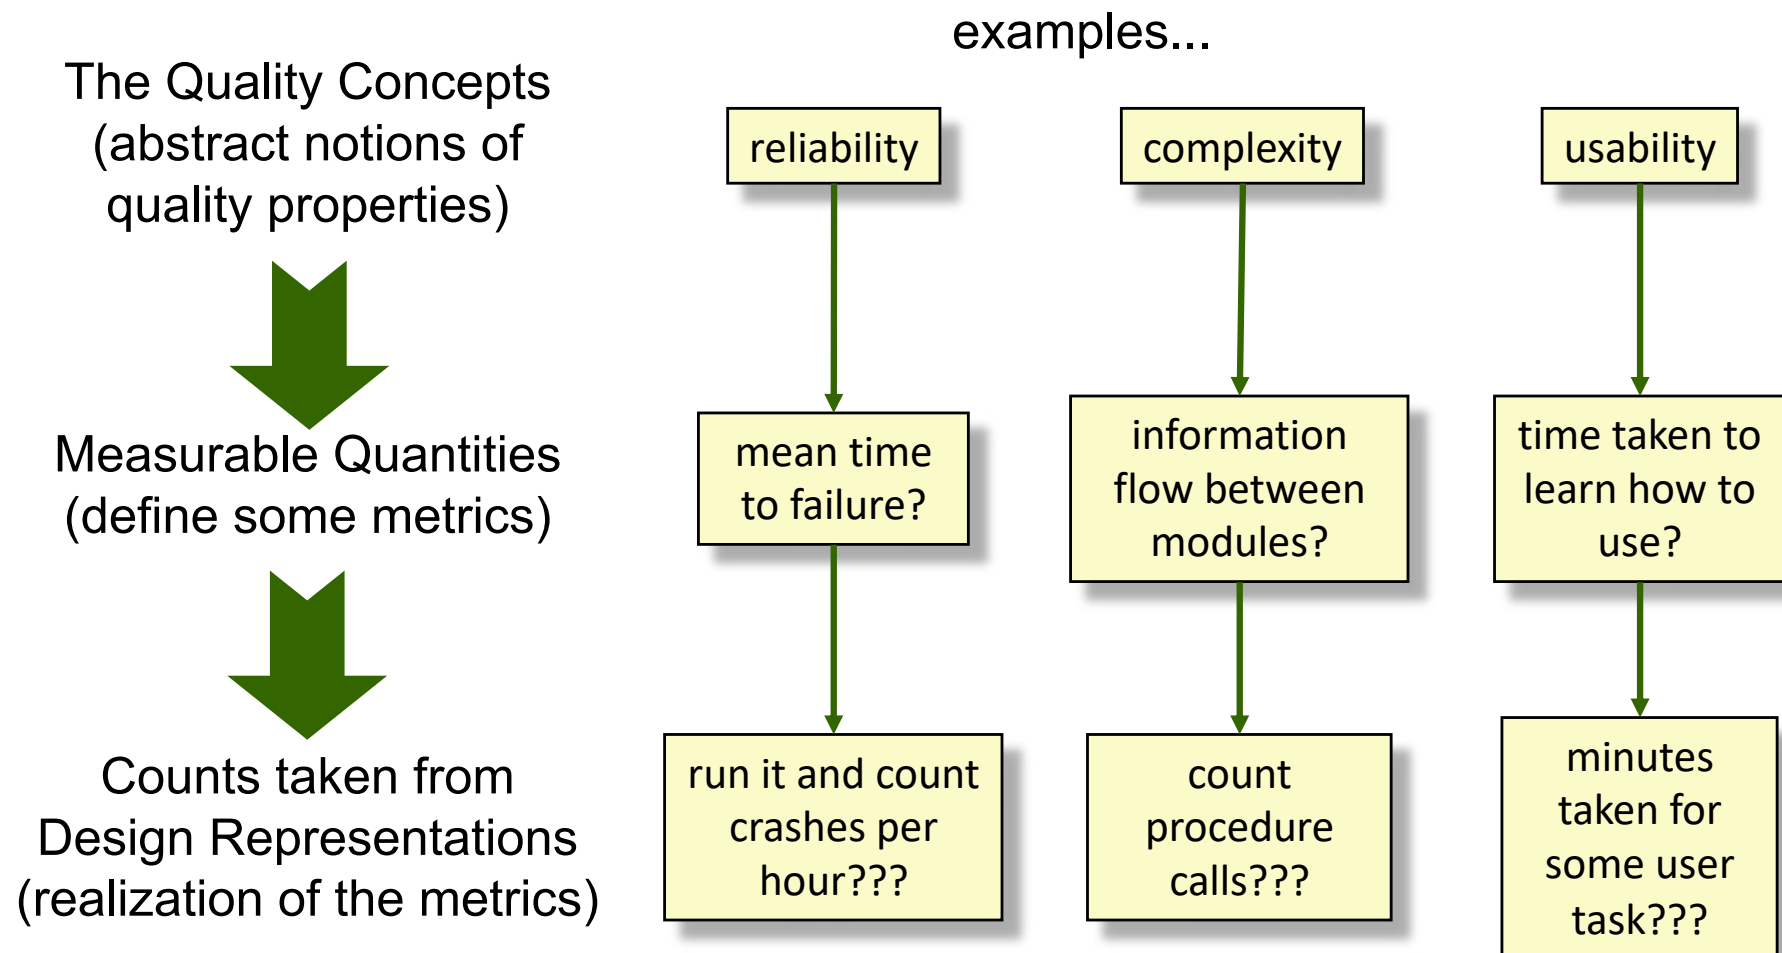 examples...
The Quality Concepts
(abstract notions of
quality properties)
reliability
complexity
usability
Measurable Quantities
(define some metrics)
mean time
to failure?
information
flow between
modules?
time taken to
learn how to
use?
Counts taken from
Design Representations
(realization of the metrics)
run it and count
crashes per
hour???
count
procedure
calls???
minutes
taken for
some user
task???